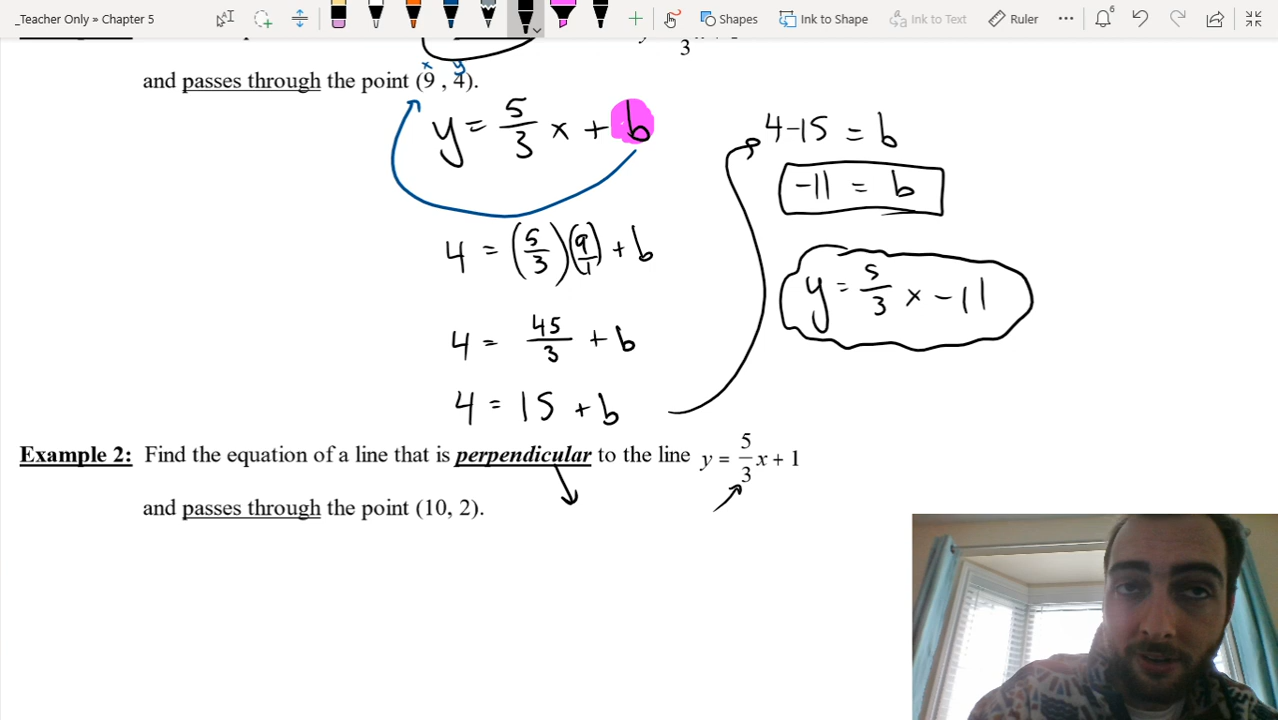 _Teacher Only » Chapter 5
Shapes Ink to Shape Ink to Text Ruler 6
3
and passes through the point (9 , 4).
x y
y = 5/3 x + b
4 = (5/3)(9/1) + b
4 = 45/3 + b
4 = 15 + b
4-15 = b
-11 = b
y = 5/3 x - 11
Example 2: Find the equation of a line that is perpendicular to the line y = 5/3 x + 1
and passes through the point (10, 2).